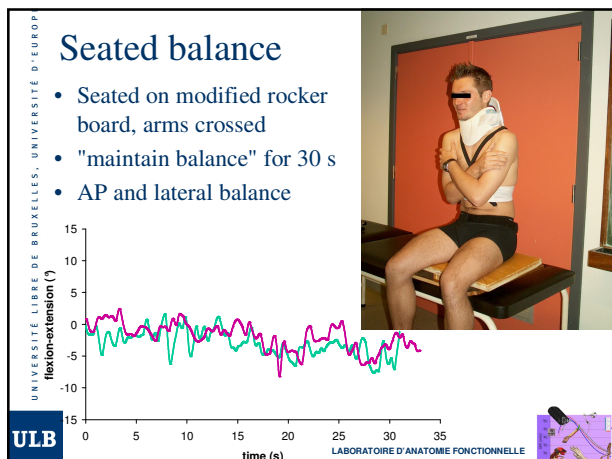 Seated balance
• Seated on modified rocker
board, arms crossed
• "maintain balance" for 30 s
• AP and lateral balance
UNIVERSITÉ LIBRE DE BRUXELLES, UNIVERSITÉ D'EUROPE
flexion-extension (°)
15
10
5
0
-5
-10
-15
0 5 10 15 20 25 30 35
time (s)
ULB
LABORATOIRE D'ANATOMIE FONCTIONNELLE